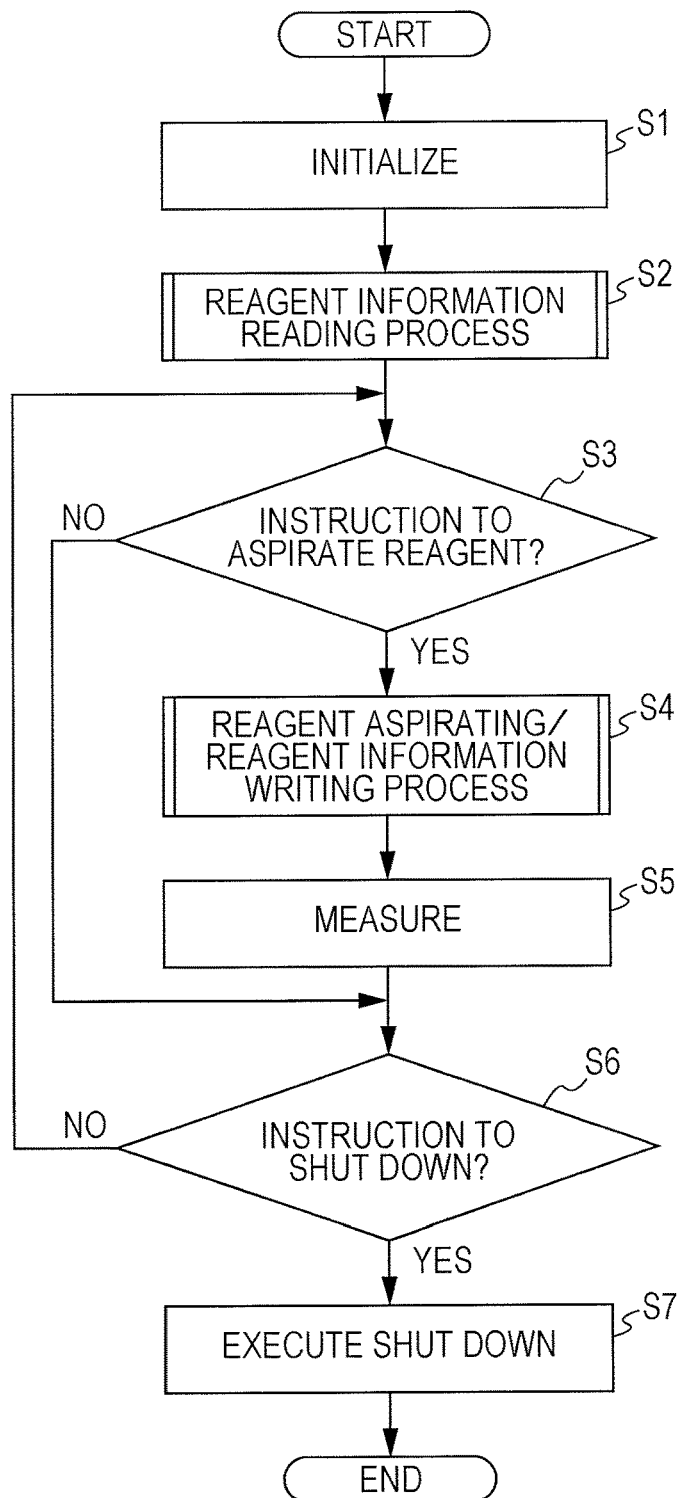 START
S1
INITIALIZE
S2
REAGENT INFORMATION
READING PROCESS
S3
NO
INSTRUCTION TO
ASPIRATE REAGENT?
YES
S4
REAGENT ASPIRATING/
REAGENT INFORMATION
WRITING PROCESS
S5
MEASURE
S6
NO
INSTRUCTION TO
SHUT DOWN?
YES
S7
EXECUTE SHUT DOWN
END